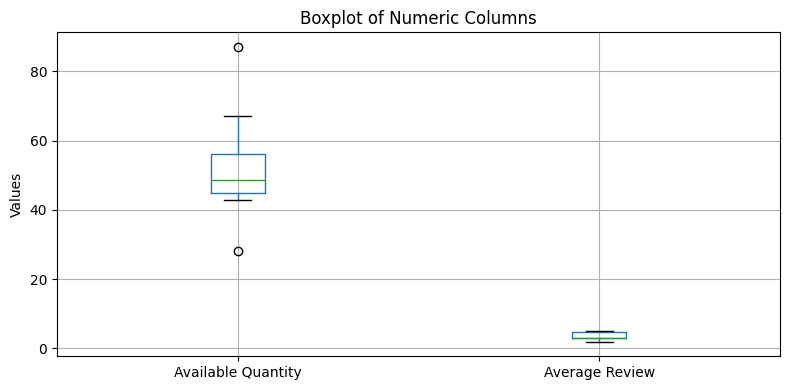 Boxplot of Numeric Columns
Values
80
60
40
20
0
Available Quantity
Average Review